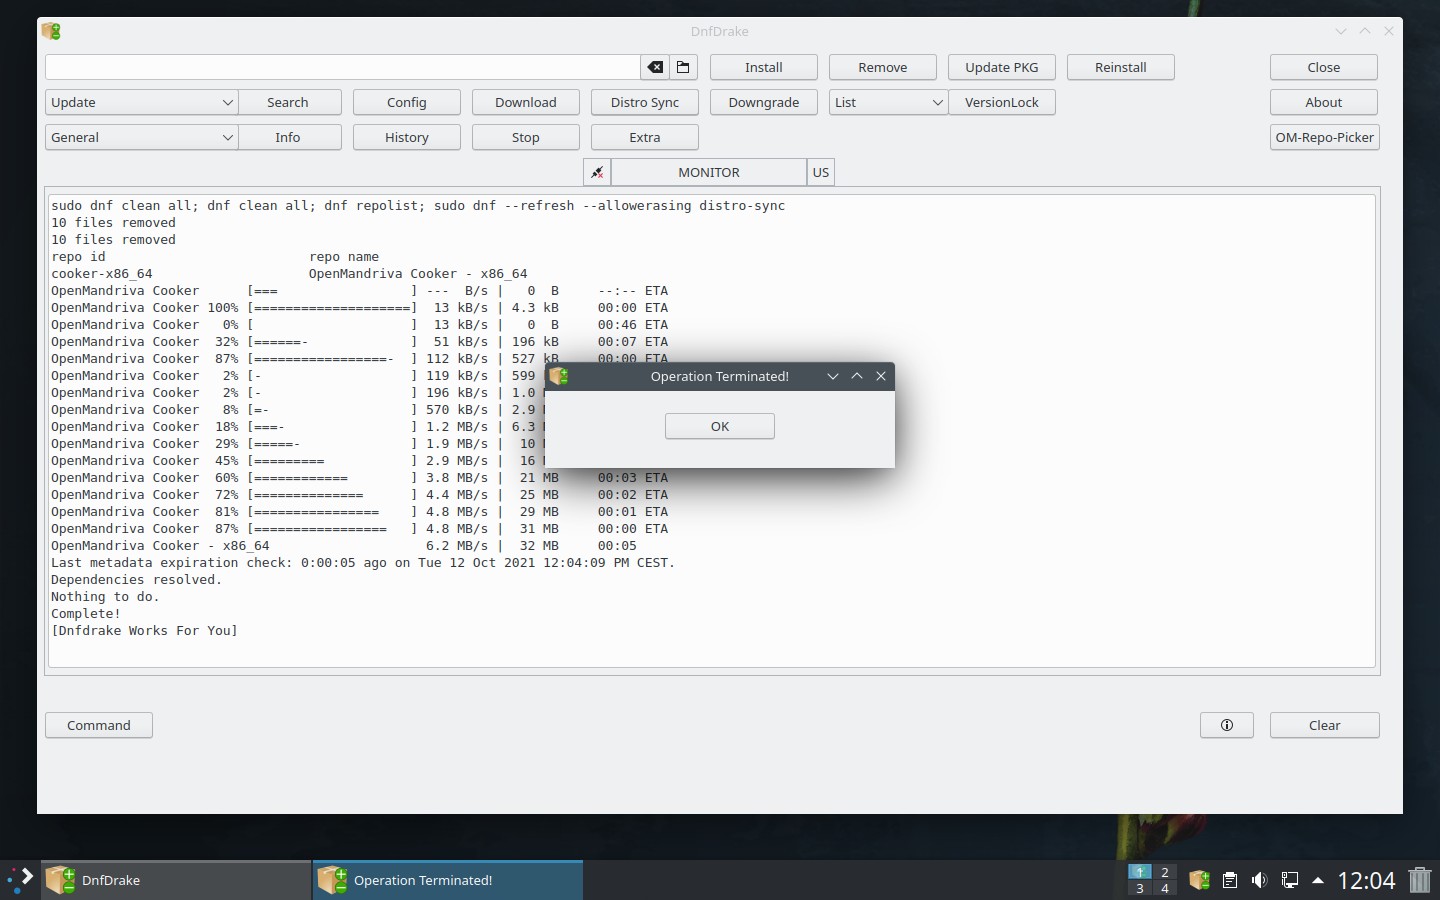 DnfDrake
Install Remove Update PKG Reinstall Close
Update Search Config Download Distro Sync Downgrade List VersionLock About
General Info History Stop Extra OM-Repo-Picker
MONITOR US
sudo dnf clean all; dnf clean all; dnf repolist; sudo dnf --refresh --allowerasing distro-sync
10 files removed
10 files removed
repo id                          repo name
cooker-x86_64                    OpenMandriva Cooker - x86_64
OpenMandriva Cooker      [===                 ] ---  B/s |   0  B     --:-- ETA
OpenMandriva Cooker 100% [====================]  13 kB/s | 4.3 kB     00:00 ETA
OpenMandriva Cooker   0% [                    ]  13 kB/s |   0  B     00:46 ETA
OpenMandriva Cooker  32% [======-             ]  51 kB/s | 196 kB     00:07 ETA
OpenMandriva Cooker  87% [=================-  ] 112 kB/s | 527 kB     00:00 ETA
OpenMandriva Cooker   2% [-                   ] 119 kB/s | 599
OpenMandriva Cooker   2% [-                   ] 196 kB/s | 1.0
OpenMandriva Cooker   8% [=-                  ] 570 kB/s | 2.9
OpenMandriva Cooker  18% [===-                ] 1.2 MB/s | 6.3
OpenMandriva Cooker  29% [=====-              ] 1.9 MB/s |  10
OpenMandriva Cooker  45% [=========           ] 2.9 MB/s |  16
OpenMandriva Cooker  60% [============        ] 3.8 MB/s |  21 MB     00:03 ETA
OpenMandriva Cooker  72% [==============      ] 4.4 MB/s |  25 MB     00:02 ETA
OpenMandriva Cooker  81% [================    ] 4.8 MB/s |  29 MB     00:01 ETA
OpenMandriva Cooker  87% [=================   ] 4.8 MB/s |  31 MB     00:00 ETA
OpenMandriva Cooker - x86_64                    6.2 MB/s |  32 MB     00:05
Last metadata expiration check: 0:00:05 ago on Tue 12 Oct 2021 12:04:09 PM CEST.
Dependencies resolved.
Nothing to do.
Complete!
[Dnfdrake Works For You]
Operation Terminated!
OK
Command Clear
DnfDrake Operation Terminated! 1 2 3 4 12:04